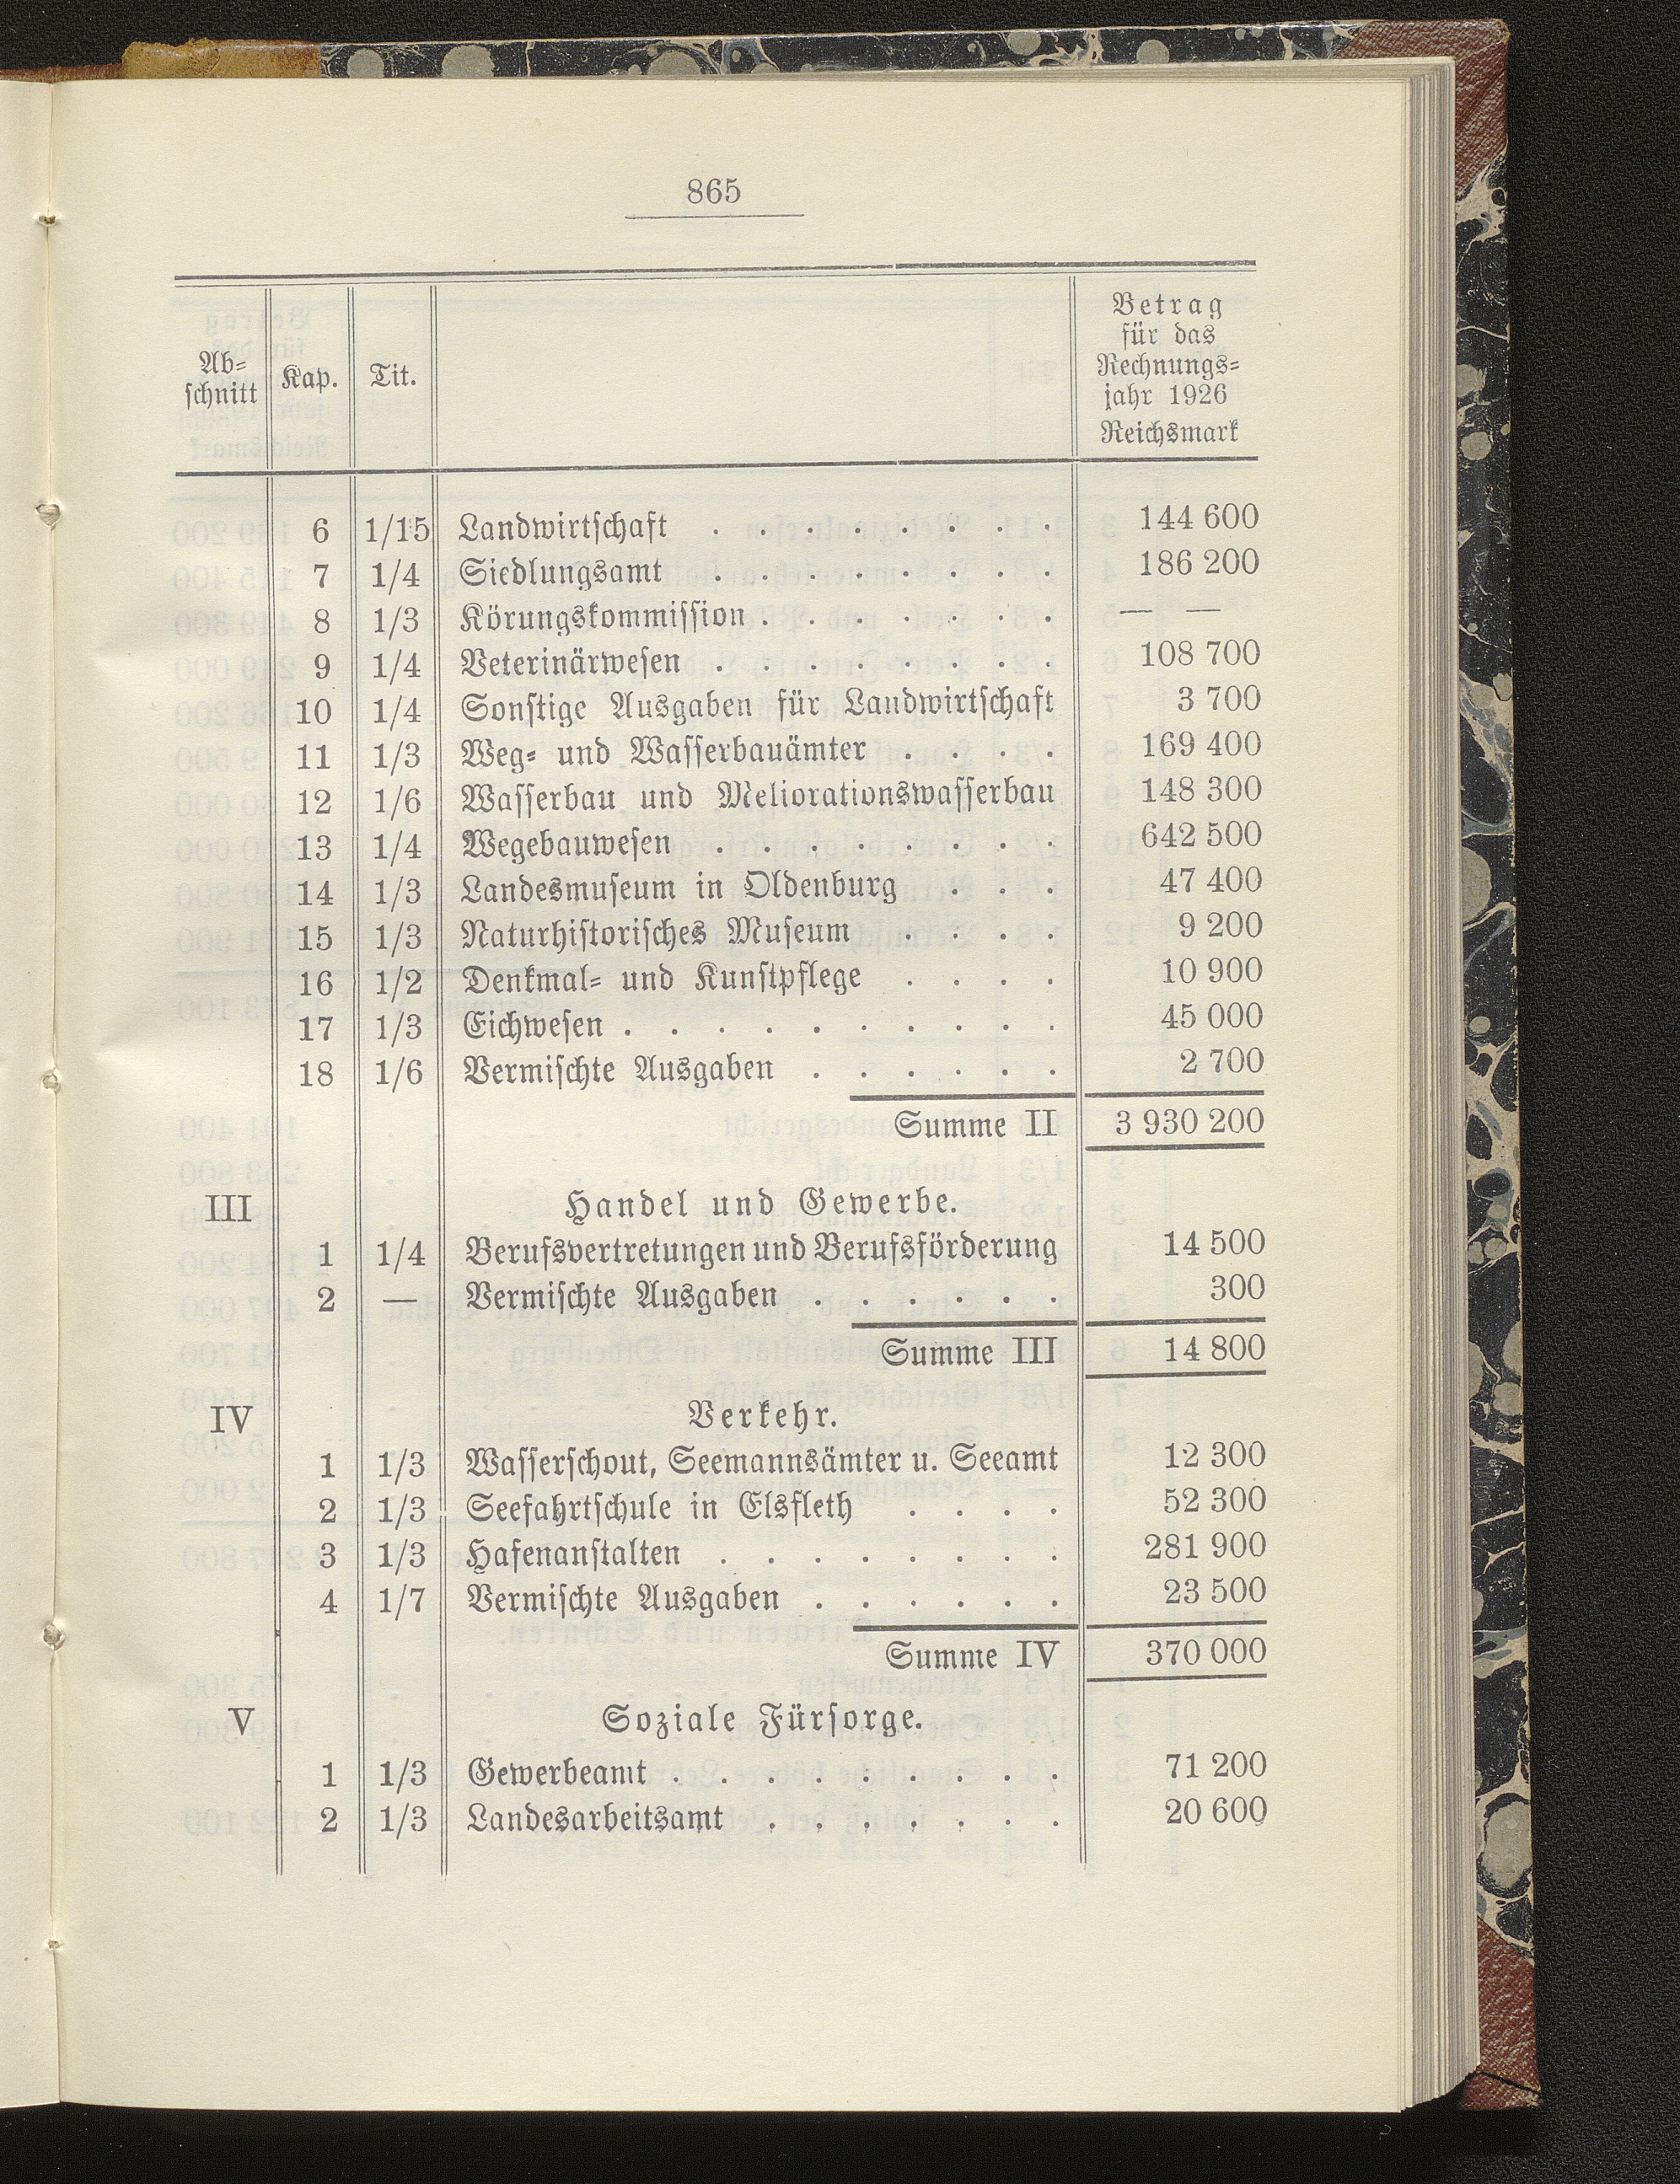 865
Ab-
schnitt
Kap.
Tit.
Betrag
für das
Rechnungs-
jahr 1926
Reichsmark
6 1/15 Landwirtschaft . . . . . . . . 144 600
7 1/4 Siedlungsamt . . . . . . . . 186 200
8 1/3 Körungskommission . . . . . . . — —
9 1/4 Veterinärwesen . . . . . . . . 108 700
10 1/4 Sonstige Ausgaben für Landwirtschaft 3 700
11 1/3 Weg- und Wasserbauämter . . . . 169 400
12 1/6 Wasserbau und Meliorationswasserbau 148 300
13 1/4 Wegebauwesen . . . . . . . . 642 500
14 1/3 Landesmuseum in Oldenburg . . . 47 400
15 1/3 Naturhistorisches Museum . . . . 9 200
16 1/2 Denkmal- und Kunstpflege . . . . 10 900
17 1/3 Eichwesen . . . . . . . . . . 45 000
18 1/6 Vermischte Ausgaben . . . . . . 2 700
Summe II 3 930 200
III Handel und Gewerbe.
1 1/4 Berufsvertretungen und Berufsförderung 14 500
2 — Vermischte Ausgaben . . . . . . 300
Summe III 14 800
IV Verkehr.
1 1/3 Wasserschout, Seemannsämter u. Seeamt 12 300
2 1/3 Seefahrtschule in Elsfleth . . . . 52 300
3 1/3 Hafenanstalten . . . . . . . . 281 900
4 1/7 Vermischte Ausgaben . . . . . . 23 500
Summe IV 370 000
V Soziale Fürsorge.
1 1/3 Gewerbeamt . . . . . . . . . 71 200
2 1/3 Landesarbeitsamt . . . . . . . 20 600